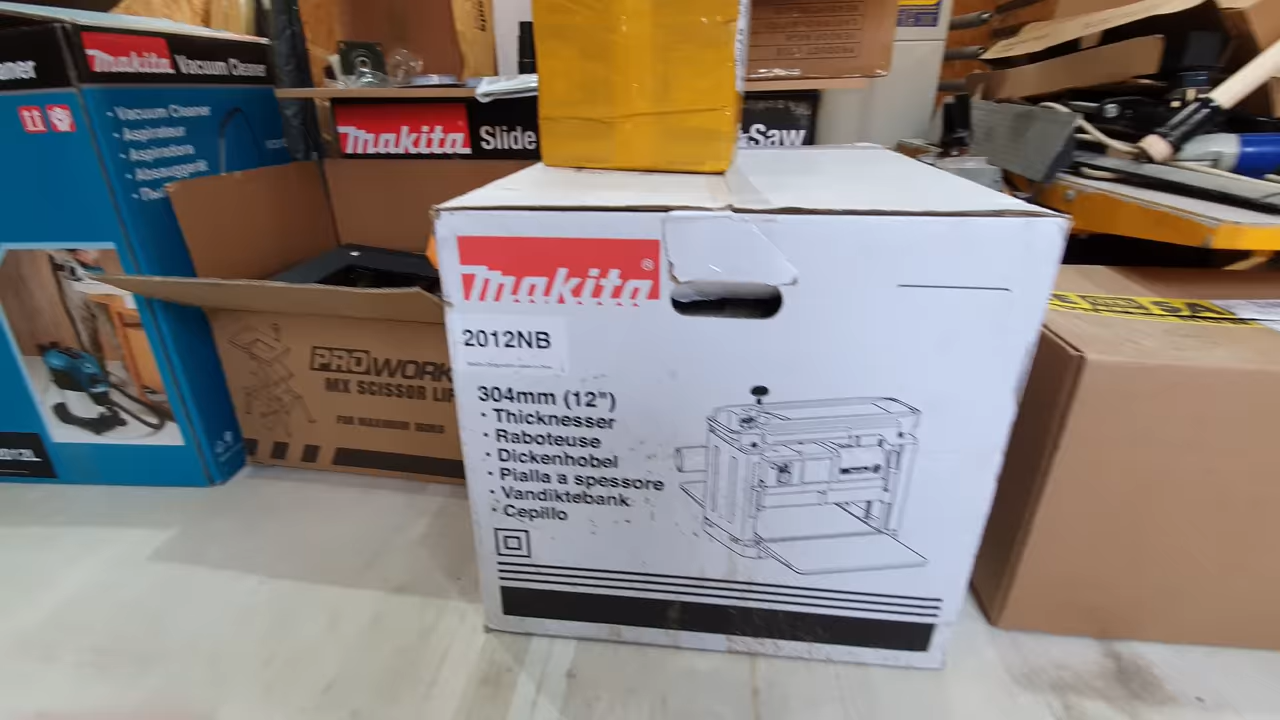 Makita Vacuum Cleaner
• Vacuum Cleaner
• Aspirateur
• Aspiradora
Makita Slide
Saw
PROWORK
MX SCISSOR LIF
Makita®
2012NB
304mm (12")
• Thicknesser
• Raboteuse
• Dickenhobel
• Pialla a spessore
• Vandiktebank
• Cepillo